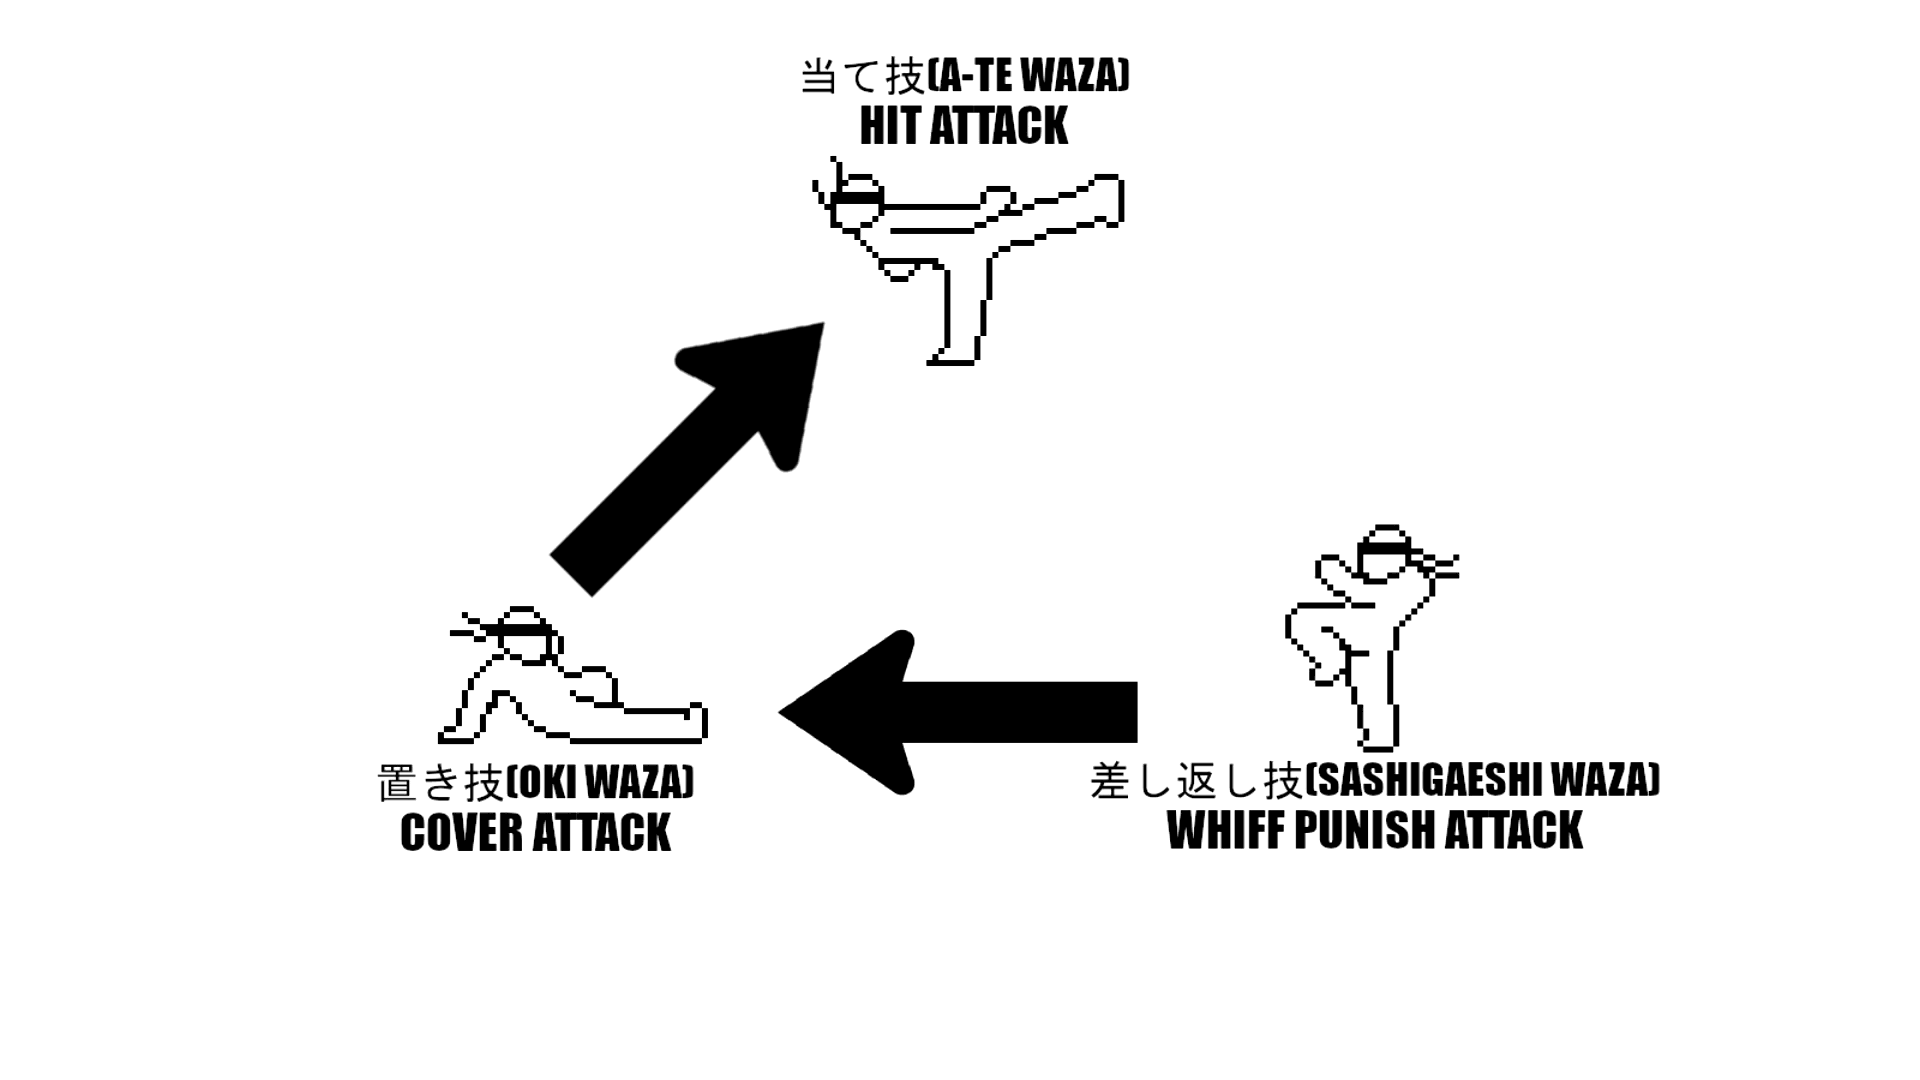 当て技(A-TE WAZA)
HIT ATTACK
置き技(OKI WAZA)
COVER ATTACK
差し返し技(SASHIGAESHI WAZA)
WHIFF PUNISH ATTACK